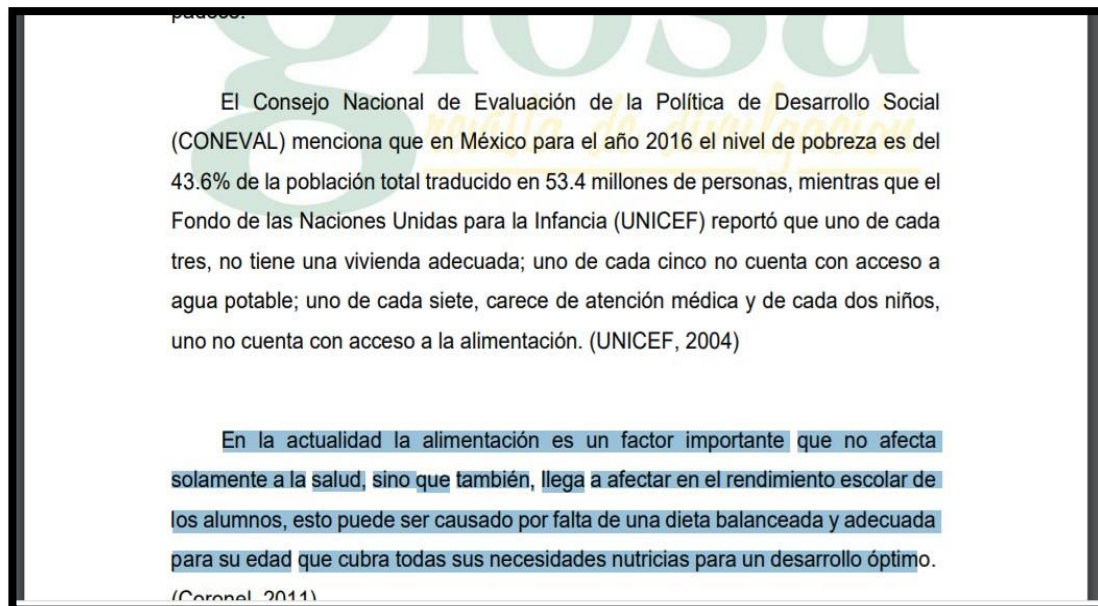 padece.
glosa
revista de divulgación
El Consejo Nacional de Evaluación de la Política de Desarrollo Social
(CONEVAL) menciona que en México para el año 2016 el nivel de pobreza es del
43.6% de la población total traducido en 53.4 millones de personas, mientras que el
Fondo de las Naciones Unidas para la Infancia (UNICEF) reportó que uno de cada
tres, no tiene una vivienda adecuada; uno de cada cinco no cuenta con acceso a
agua potable; uno de cada siete, carece de atención médica y de cada dos niños,
uno no cuenta con acceso a la alimentación. (UNICEF, 2004)
En la actualidad la alimentación es un factor importante que no afecta
solamente a la salud, sino que también, llega a afectar en el rendimiento escolar de
los alumnos, esto puede ser causado por falta de una dieta balanceada y adecuada
para su edad que cubra todas sus necesidades nutricias para un desarrollo óptimo.
(Coronel, 2011)